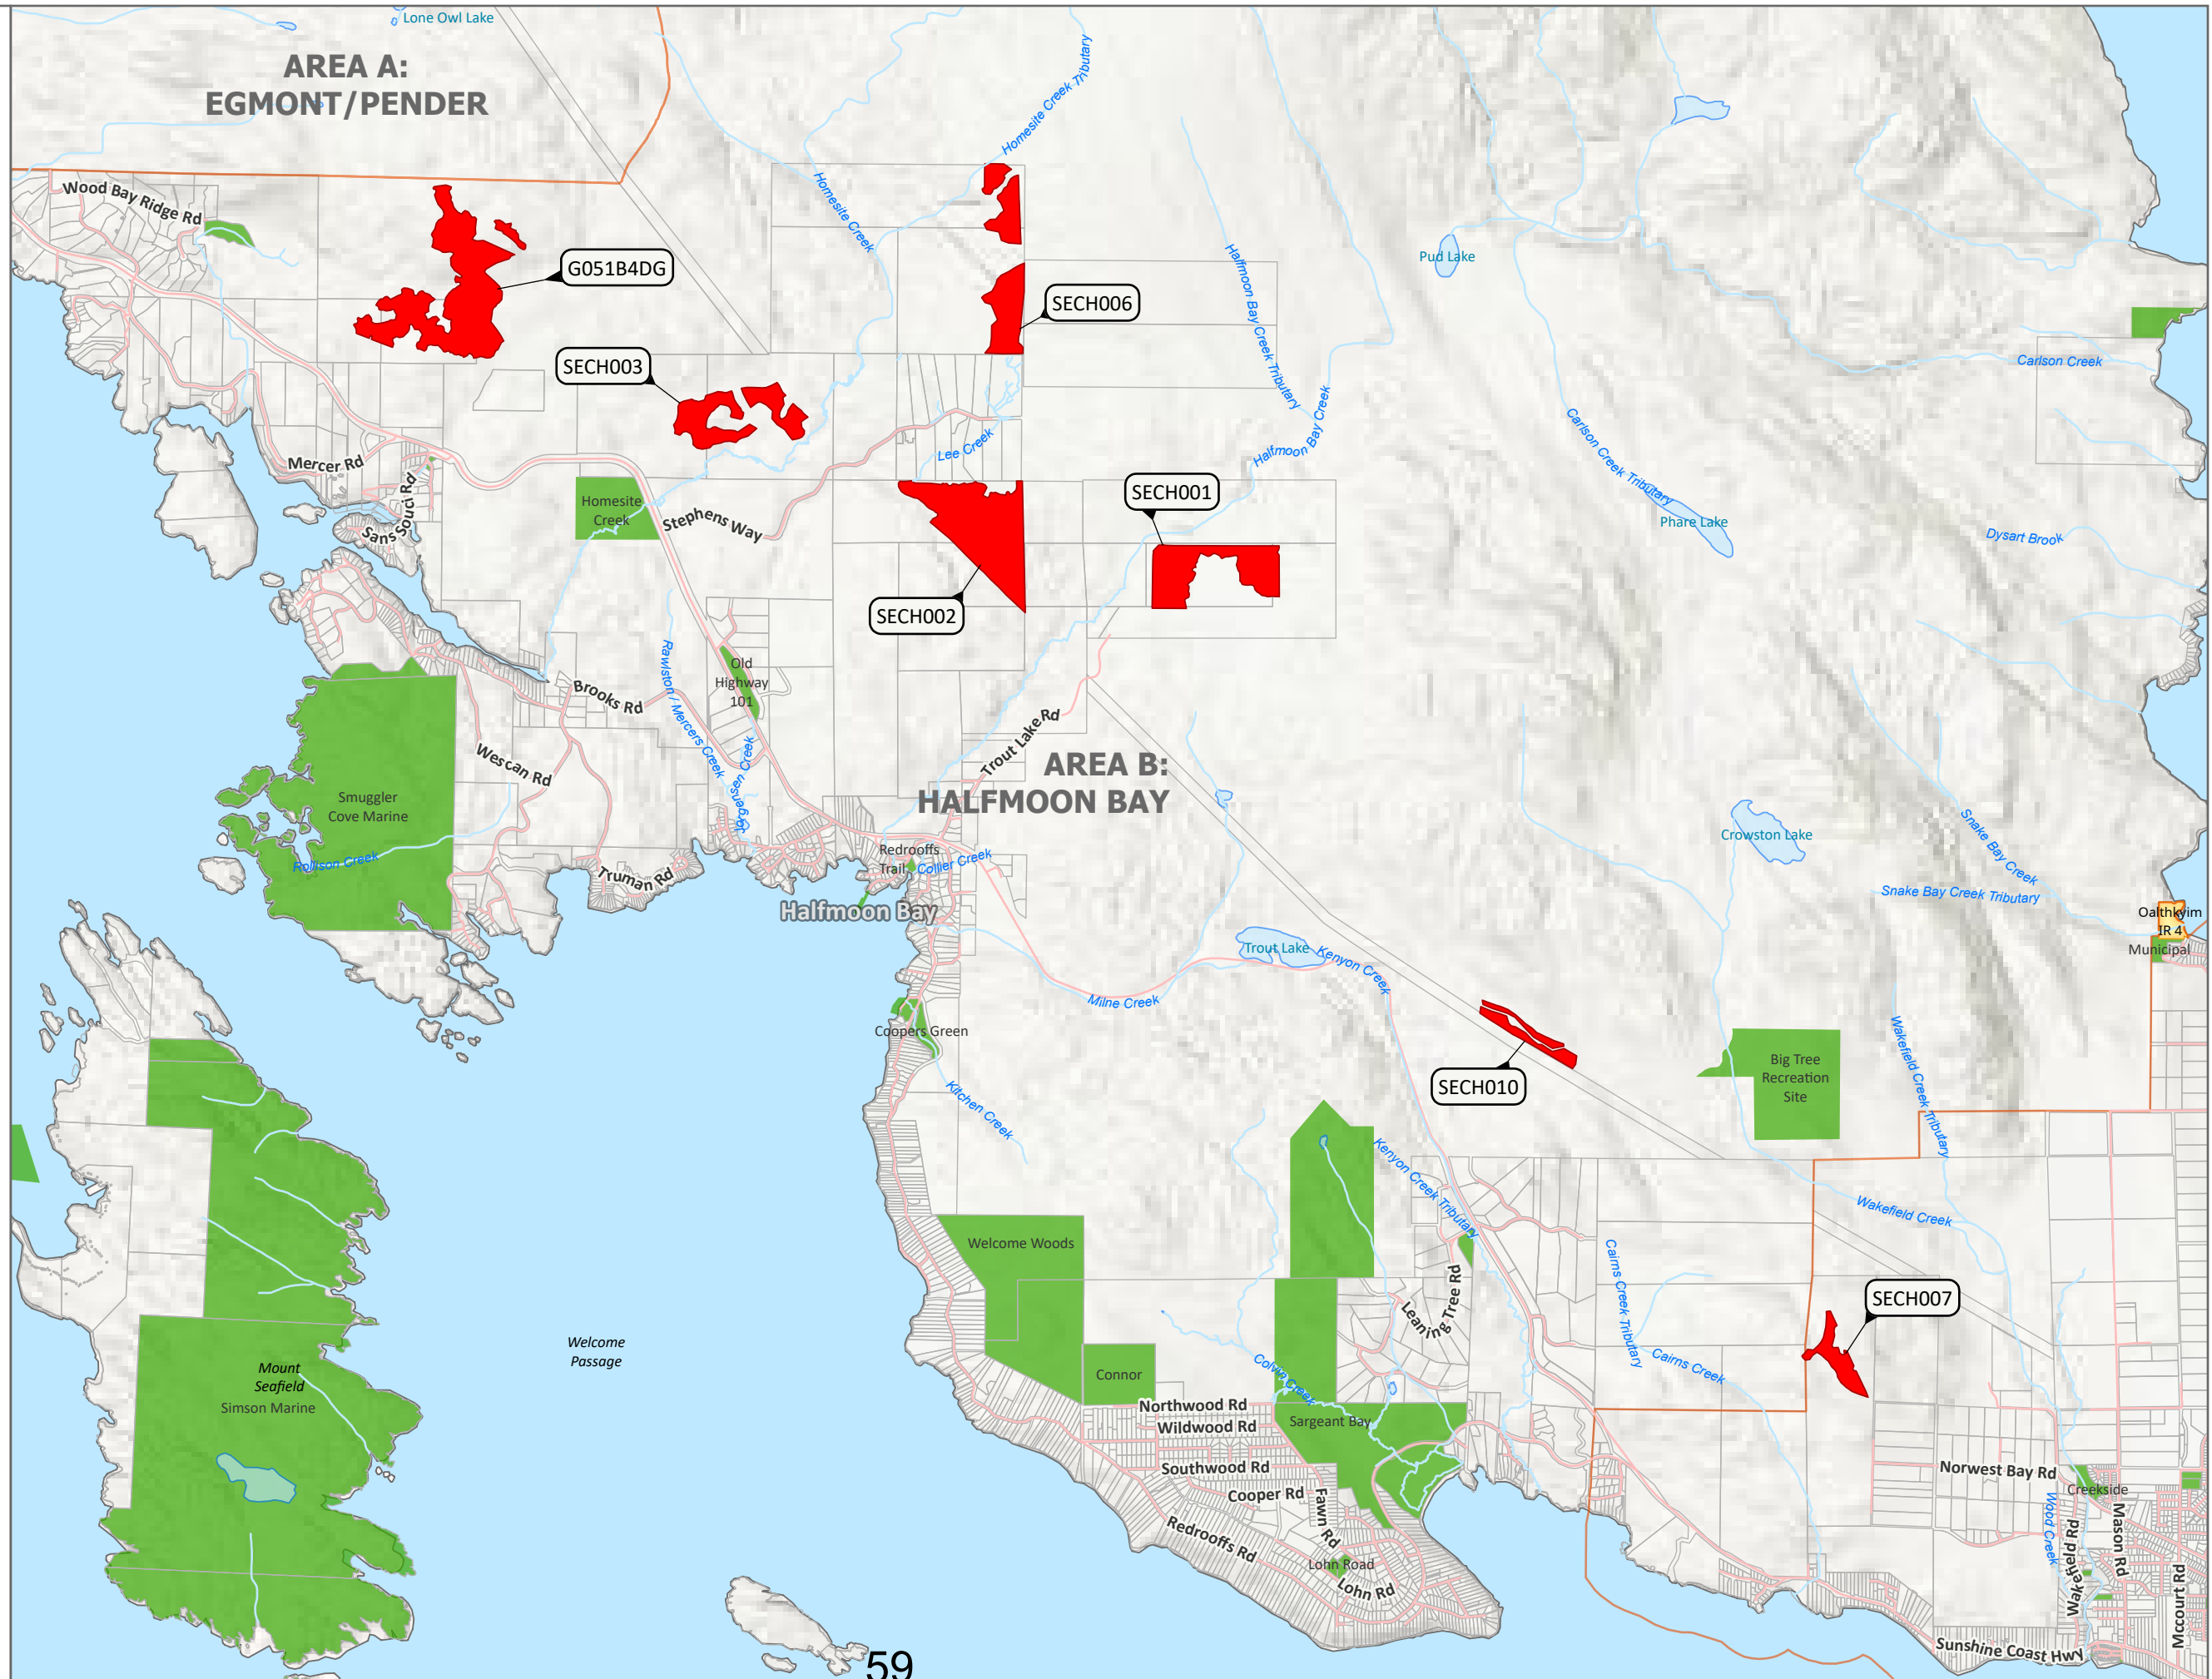 Lone Owl Lake
AREA A:
EGMONT/PENDER
Homesite Creek Tributary
Wood Bay Ridge Rd
Homesite Creek
G051B4DG
SECH006
Halfmoon Bay Creek Tributary
Pud Lake
SECH003
Carlson Creek
Halfmoon Bay Creek
Lee Creek
Carlson Creek Tributary
Mercer Rd
Sans Souci Rd
Homesite
Creek
Stephens Way
SECH001
Phare Lake
Dysart Brook
SECH002
Rawlston / Mercers Creek
Old
Highway
101
Brooks Rd
Trout Lake Rd
Wescan Rd
Jorgensen Creek
AREA B:
HALFMOON BAY
Smuggler
Cove Marine
Rollison Creek
Crowston Lake
Snake Bay Creek
Redrooffs
Trail
Collier Creek
Truman Rd
Snake Bay Creek Tributary
Halfmoon Bay
Oalthkyim
IR 4
Municipal
Trout Lake
Kenyon Creek
Milne Creek
Coopers Green
Wakefield Creek Tributary
SECH010
Big Tree
Recreation
Site
Kitchen Creek
Kenyon Creek Tributary
Wakefield Creek
Welcome Woods
Cairns Creek Tributary
Leaning Tree Rd
SECH007
Welcome
Passage
Mount
Seafield
Simson Marine
Connor
Colvin Creek
Cairns Creek
Northwood Rd
Wildwood Rd
Sargeant Bay
Southwood Rd
Cooper Rd
Fawn Rd
Redrooffs Rd
Lohn Road
Lohn Rd
Norwest Bay Rd
Creekside
Wood Creek
Wakefield Rd
Mason Rd
Mccourt Rd
Sunshine Coast Hwy
59